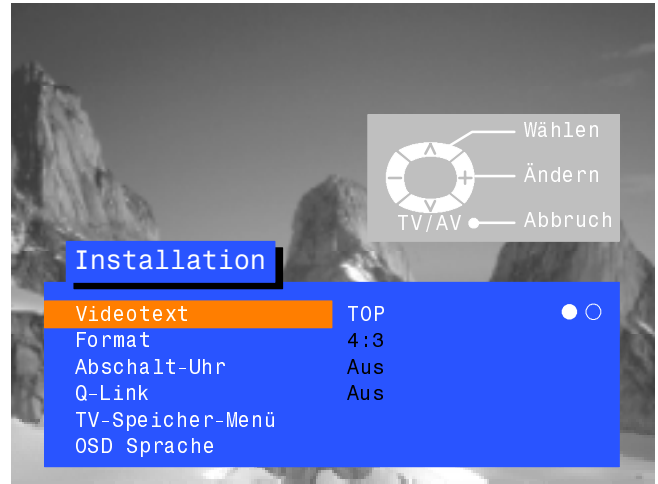 Wählen
Ändern
TV/AV Abbruch
Installation
Videotext TOP
Format 4:3
Abschalt-Uhr Aus
Q-Link Aus
TV-Speicher-Menü
OSD Sprache